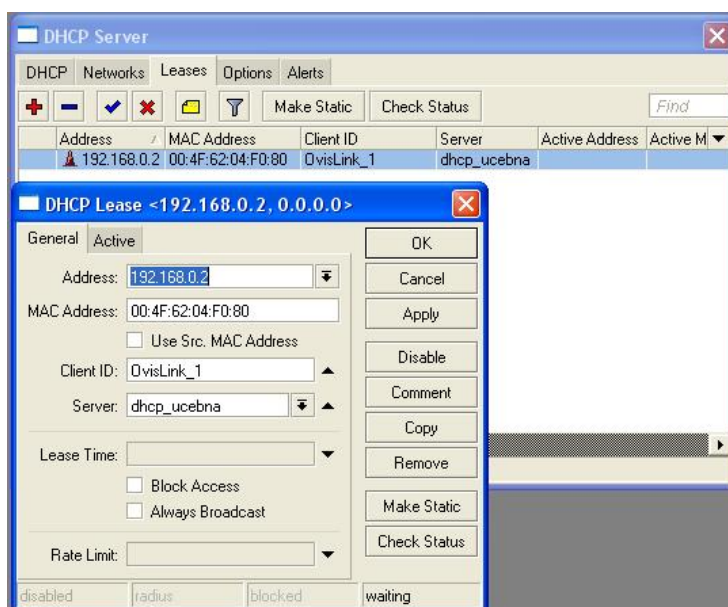 DHCP Server
DHCP Networks Leases Options Alerts
Make Static Check Status Find
Address MAC Address Client ID Server Active Address Active M
192.168.0.2 00:4F:62:04:F0:80 OvisLink_1 dhcp_ucebna
DHCP Lease <192.168.0.2, 0.0.0.0>
General Active
Address: 192.168.0.2
MAC Address: 00:4F:62:04:F0:80
Use Src. MAC Address
Client ID: OvisLink_1
Server: dhcp_ucebna
Lease Time:
Block Access
Always Broadcast
Rate Limit:
OK
Cancel
Apply
Disable
Comment
Copy
Remove
Make Static
Check Status
disabled radius blocked waiting